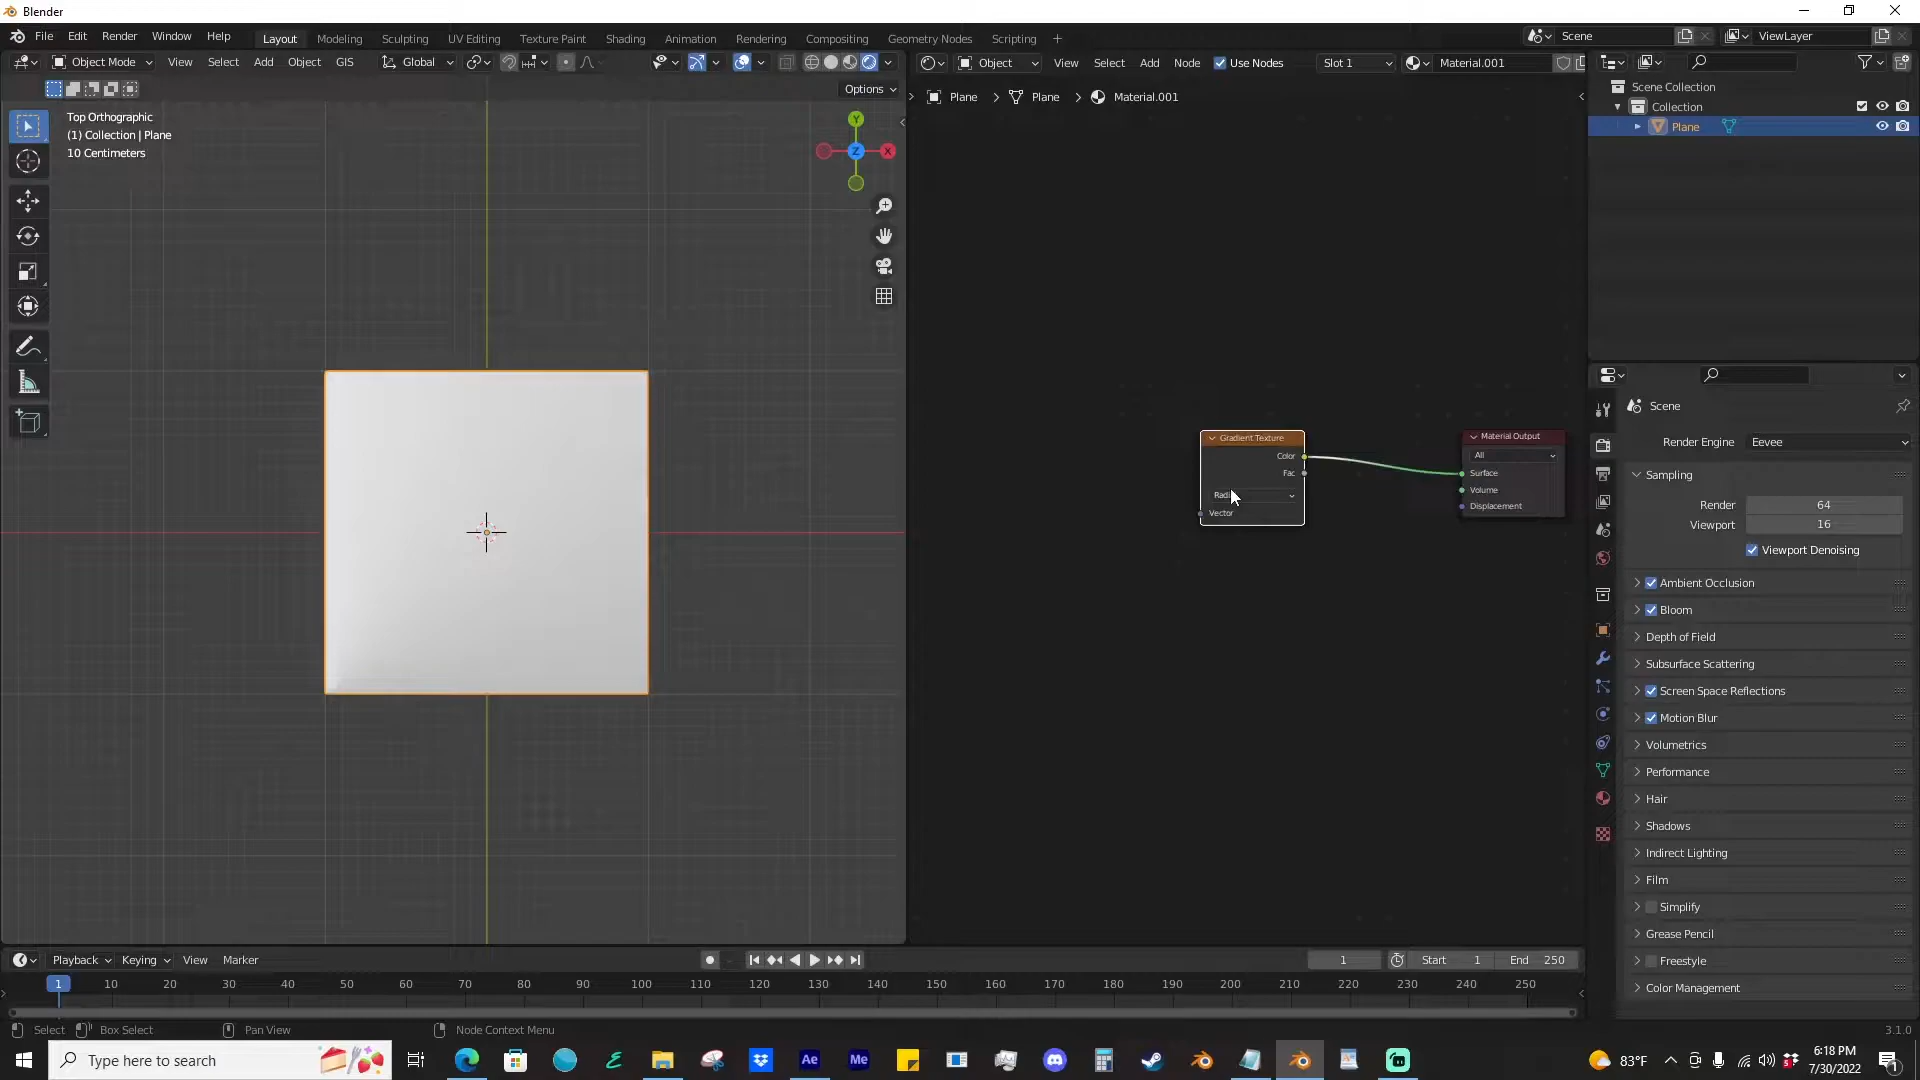 Blender
File Edit Render Window Help
Layout Modeling Sculpting UV Editing Texture Paint Shading Animation Rendering Compositing Geometry Nodes Scripting +
Scene
ViewLayer
Object Mode View Select Add Object GIS
Global
Object View Select Add Node Use Nodes
Slot 1
Material.001
Options
Plane > Plane > Material.001
Top Orthographic
(1) Collection | Plane
10 Centimeters
Y
X
Z
Scene Collection
Collection
Plane
Gradient Texture
Color
Fac
Vector
Material Output
All
Surface
Volume
Displacement
Scene
Render Engine Eevee
Sampling
Render 64
Viewport 16
Viewport Denoising
Ambient Occlusion
Bloom
Depth of Field
Subsurface Scattering
Screen Space Reflections
Motion Blur
Volumetrics
Performance
Hair
Shadows
Indirect Lighting
Film
Simplify
Grease Pencil
Freestyle
Color Management
Playback Keying View Marker
1
Start 1 End 250
1 10 20 30 40 50 60 70 80 90 100 110 120 130 140 150 160 170 180 190 200 210 220 230 240 250
Select Box Select Pan View Node Context Menu
3.1.0
Type here to search
Ae
Me
83°F
6:18 PM
7/30/2022
1